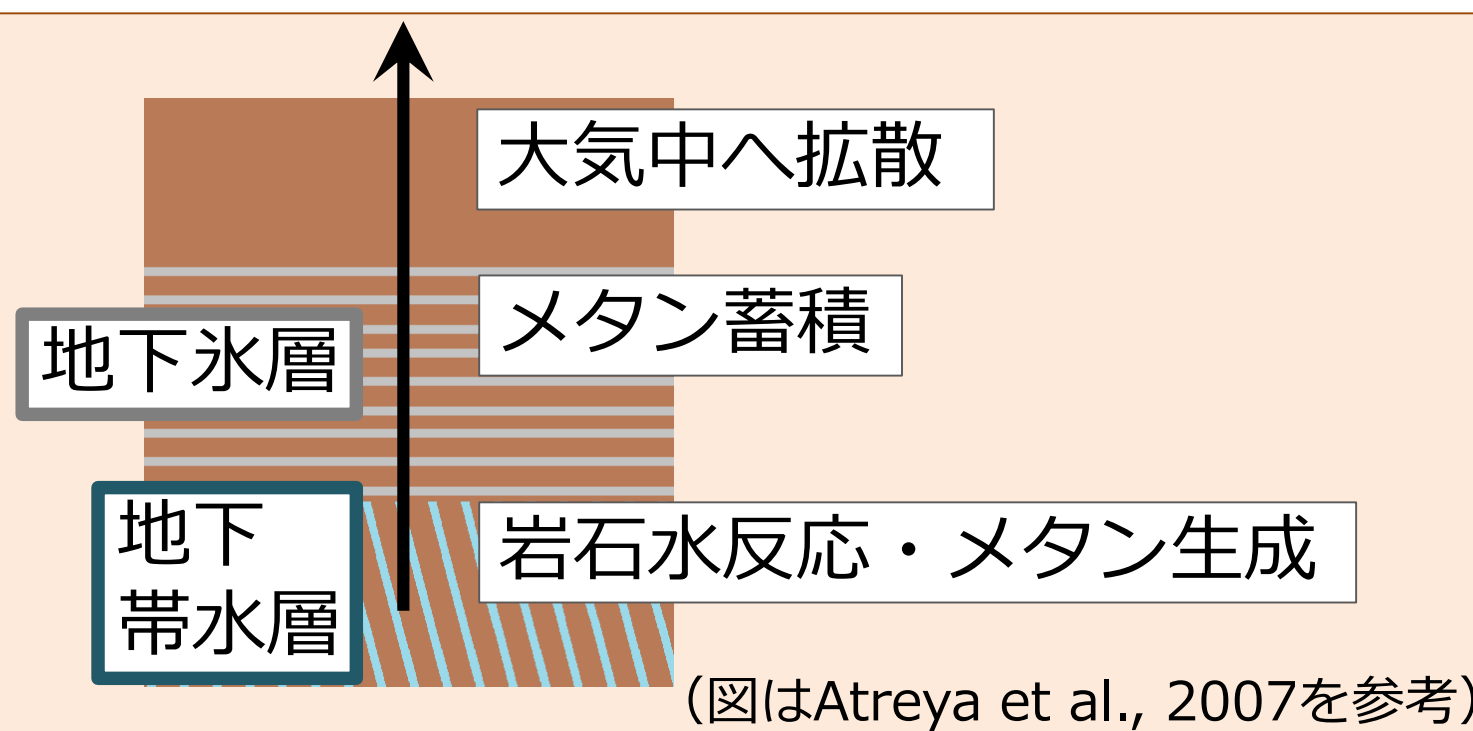 大気中へ拡散
メタン蓄積
地下氷層
地下
帯水層
岩石水反応・メタン生成
（図はAtreya et al., 2007を参考）